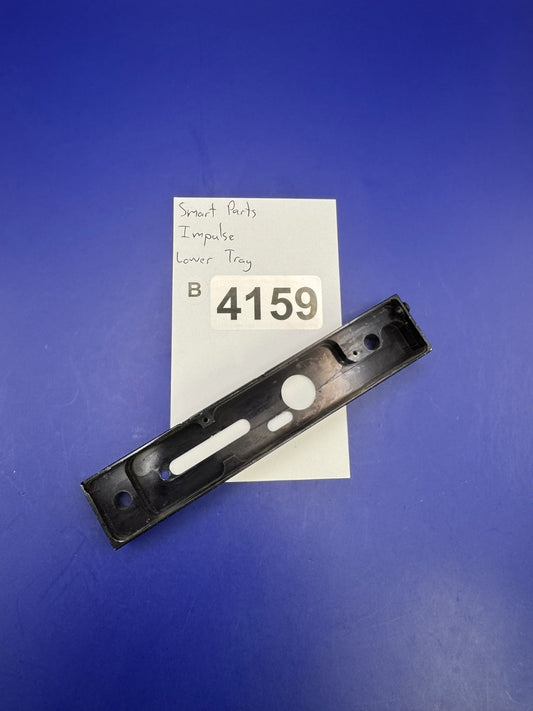 Smart Parts
Impulse
Lower Tray
B 4159